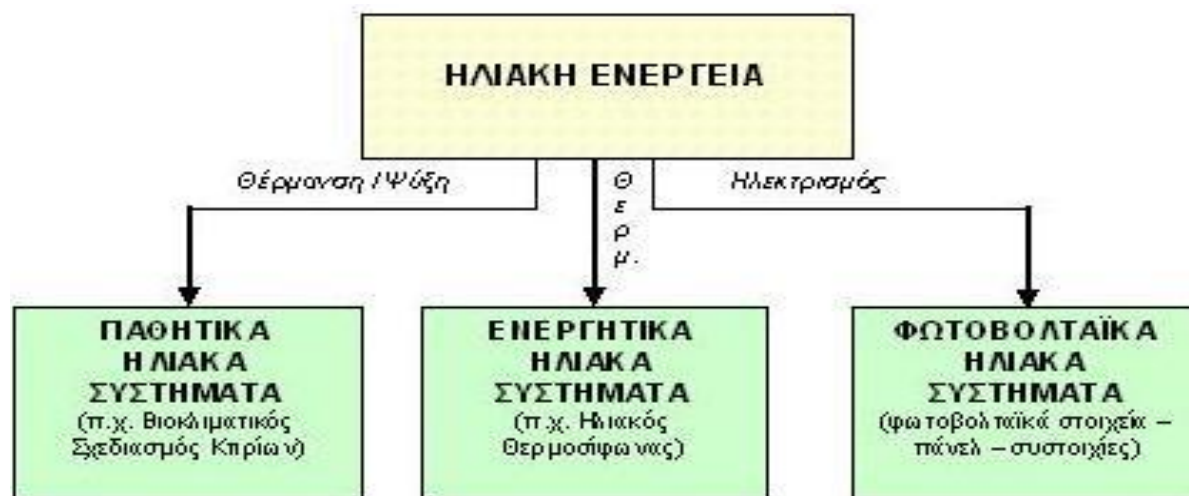 ΗΛΙΑΚΗ ΕΝΕΡΓΕΙΑ
Θέρμανση / Ψύξη
Θερμ.
Ηλεκτρισμός
ΠΑΘΗΤΙΚΑ
ΗΛΙΑΚΑ
ΣΥΣΤΗΜΑΤΑ
(π.χ. Βιοκλιματικός
Σχεδιασμός Κτιρίων)
ΕΝΕΡΓΗΤΙΚΑ
ΗΛΙΑΚΑ
ΣΥΣΤΗΜΑΤΑ
(π.χ. Ηλιακός
Θερμοσίφωνας)
ΦΩΤΟΒΟΛΤΑΪΚΑ
ΗΛΙΑΚΑ
ΣΥΣΤΗΜΑΤΑ
(φωτοβολταϊκά στοιχεία –
πάνελ – συστοιχίες)